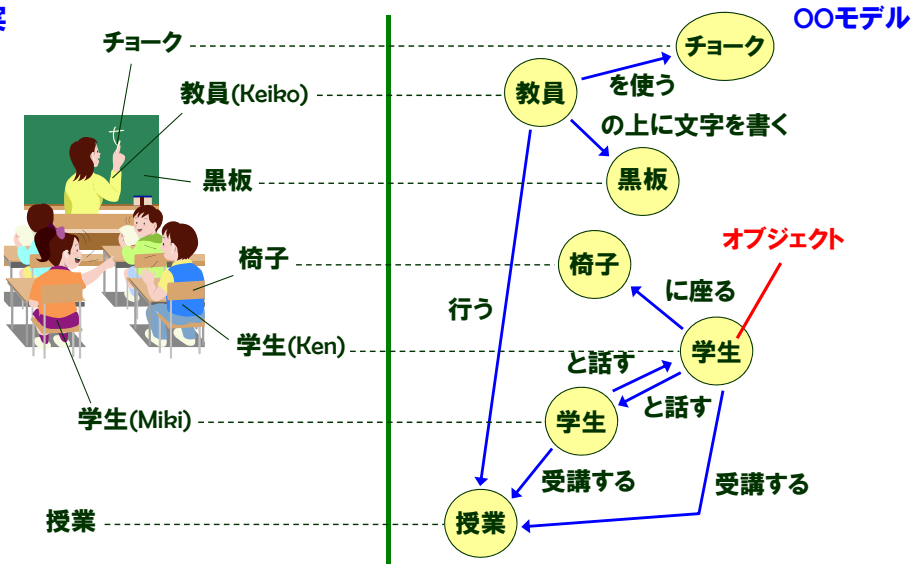 実
OOモデル
チョーク
チョーク
教員(Keiko)
教員
を使う
の上に文字を書く
黒板
黒板
オブジェクト
椅子
椅子
に座る
行う
学生(Ken)
学生
と話す
と話す
学生(Miki)
学生
受講する
受講する
授業
授業